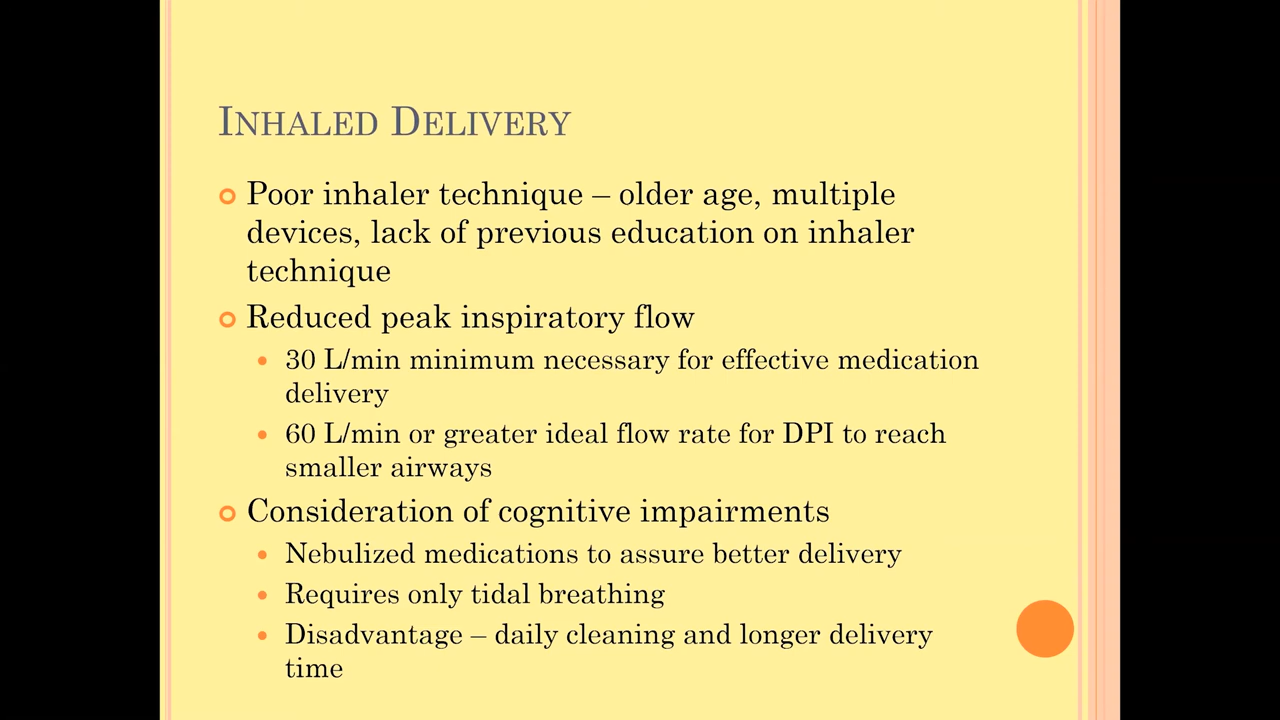 INHALED DELIVERY
Poor inhaler technique – older age, multiple
devices, lack of previous education on inhaler
technique
Reduced peak inspiratory flow
30 L/min minimum necessary for effective medication
delivery
60 L/min or greater ideal flow rate for DPI to reach
smaller airways
Consideration of cognitive impairments
Nebulized medications to assure better delivery
Requires only tidal breathing
Disadvantage – daily cleaning and longer delivery
time